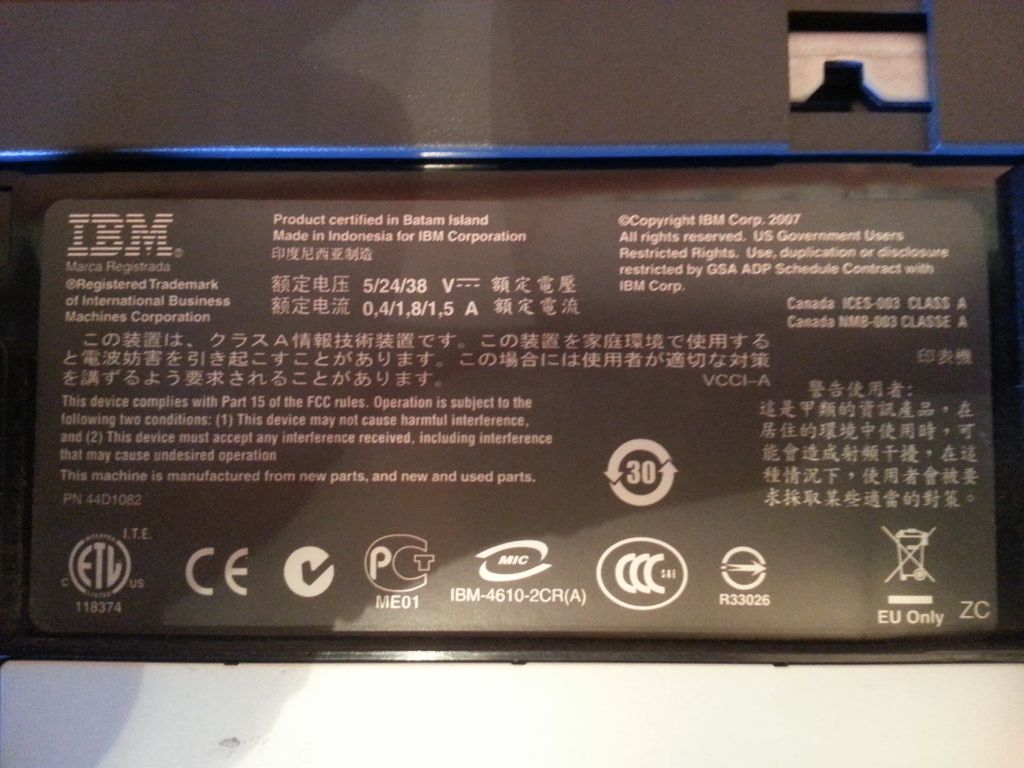 IBM®
Marca Registrada
®Registered Trademark
of International Business
Machines Corporation
Product certified in Batam Island
Made in Indonesia for IBM Corporation
印度尼西亚制造
额定电压 5/24/38 V 額定電壓
额定电流 0,4/1,8/1,5 A 額定電流
©Copyright IBM Corp. 2007
All rights reserved. US Government Users
Restricted Rights. Use, duplication or disclosure
restricted by GSA ADP Schedule Contract with
IBM Corp.
Canada ICES-003 CLASS A
Canada NMB-003 CLASSE A
この装置は、クラスA情報技術装置です。この装置を家庭環境で使用する
と電波妨害を引き起こすことがあります。この場合には使用者が適切な対策
を講ずるよう要求されることがあります。
VCCI-A
印表機
This device complies with Part 15 of the FCC rules. Operation is subject to the
following two conditions: (1) This device may not cause harmful interference,
and (2) This device must accept any interference received, including interference
that may cause undesired operation
This machine is manufactured from new parts, and new and used parts.
PN 44D1082
警告使用者:
這是甲類的資訊產品,在
居住的環境中使用時,可
能會造成射頻干擾,在這
種情況下,使用者會被要
求採取某些適當的對策。
30
I.T.E.
INTERTEK
C ETL US
LISTED
118374
CE
PCT
ME01
MIC
IBM-4610-2CR(A)
CCC S&E
R33026
EU Only
ZC